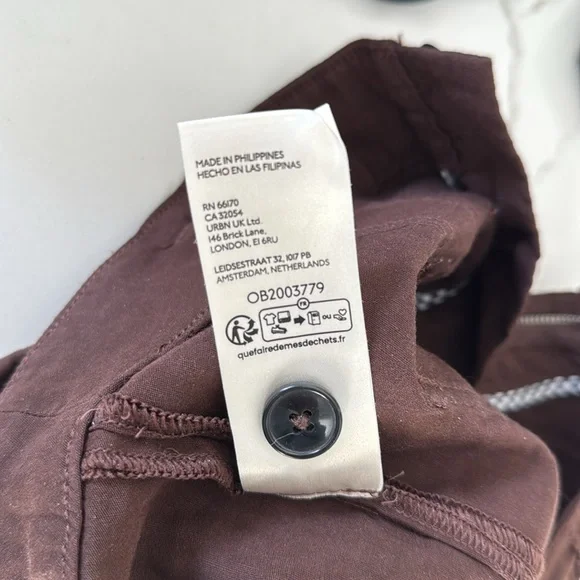 MADE IN PHILIPPINES
HECHO EN LAS FILIPINAS
RN 66170
CA 32054
URBN UK Ltd.
146 Brick Lane,
LONDON, E1 6RU
LEIDSESTRAAT 32, 1017 PB
AMSTERDAM, NETHERLANDS
OB2003779
FR
OU
quefairedemesdechets.fr